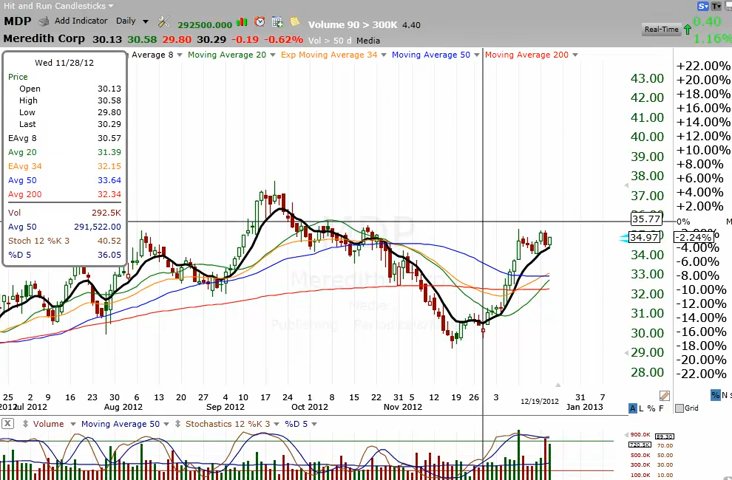 Hit and Run Candlesticks
MDP Add Indicator Daily 292500.000 Volume 90 > 300K 4.40 0.40
Meredith Corp 30.13 30.58 29.80 30.29 -0.19 -0.62% Vol > 50 d Media Real-Time 1.16%
Average 8 Moving Average 20 Exp Moving Average 34 Moving Average 50 Moving Average 200
Wed 11/28/12
Price
Open 30.13
High 30.58
Low 29.80
Last 30.29
EAvg 8 30.57
Avg 20 31.39
EAvg 34 32.15
Avg 50 33.64
Avg 200 32.34
Vol 292.5K
Avg 50 291,522.00
Stoch 12 %K 3 40.52
%D 5 36.05
MDP
Meredith
Publishing
43.00
42.00
41.00
40.00
39.00
38.00
37.00
36.00
35.77
34.97
34.00
33.00
32.00
31.00
30.00
29.00
28.00
+22.00%
+20.00%
+18.00%
+16.00%
+14.00%
+12.00%
+10.00%
+8.00%
+6.00%
+4.00%
+2.00%
0%
-2.24%
-4.00%
-6.00%
-8.00%
-10.00%
-12.00%
-14.00%
-16.00%
-18.00%
-20.00%
-22.00%
25 9 16 23 6 13 20 27 10 17 24 8 15 22 31 5 12 19 26 3 12/19/2012 31 7
2012 Jul 2012 Aug 2012 Sep 2012 Oct 2012 Nov 2012 Jan 2013
A L % F
% N
Grid
X Volume Moving Average 50 Stochastics 12 %K 3 %D 5
900.0K
500.0K
300.0K
100.0K
70.00
50.00
30.00
10.00